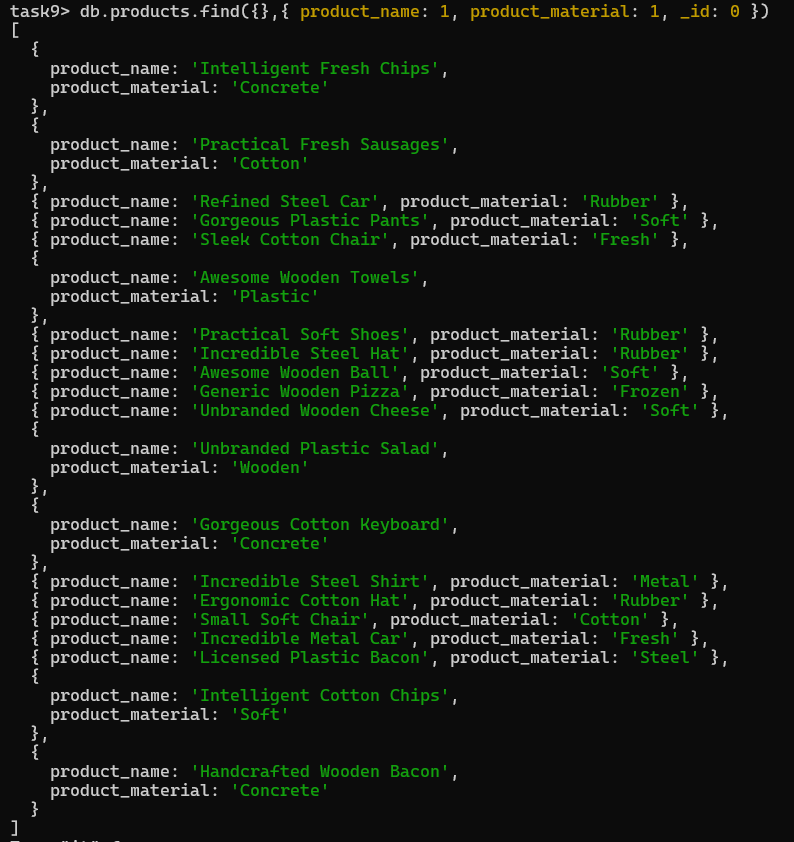 task9> db.products.find({},{ product_name: 1, product_material: 1, _id: 0 })
[
  {
    product_name: 'Intelligent Fresh Chips',
    product_material: 'Concrete'
  },
  {
    product_name: 'Practical Fresh Sausages',
    product_material: 'Cotton'
  },
  { product_name: 'Refined Steel Car', product_material: 'Rubber' },
  { product_name: 'Gorgeous Plastic Pants', product_material: 'Soft' },
  { product_name: 'Sleek Cotton Chair', product_material: 'Fresh' },
  {
    product_name: 'Awesome Wooden Towels',
    product_material: 'Plastic'
  },
  { product_name: 'Practical Soft Shoes', product_material: 'Rubber' },
  { product_name: 'Incredible Steel Hat', product_material: 'Rubber' },
  { product_name: 'Awesome Wooden Ball', product_material: 'Soft' },
  { product_name: 'Generic Wooden Pizza', product_material: 'Frozen' },
  { product_name: 'Unbranded Wooden Cheese', product_material: 'Soft' },
  {
    product_name: 'Unbranded Plastic Salad',
    product_material: 'Wooden'
  },
  {
    product_name: 'Gorgeous Cotton Keyboard',
    product_material: 'Concrete'
  },
  { product_name: 'Incredible Steel Shirt', product_material: 'Metal' },
  { product_name: 'Ergonomic Cotton Hat', product_material: 'Rubber' },
  { product_name: 'Small Soft Chair', product_material: 'Cotton' },
  { product_name: 'Incredible Metal Car', product_material: 'Fresh' },
  { product_name: 'Licensed Plastic Bacon', product_material: 'Steel' },
  {
    product_name: 'Intelligent Cotton Chips',
    product_material: 'Soft'
  },
  {
    product_name: 'Handcrafted Wooden Bacon',
    product_material: 'Concrete'
  }
]